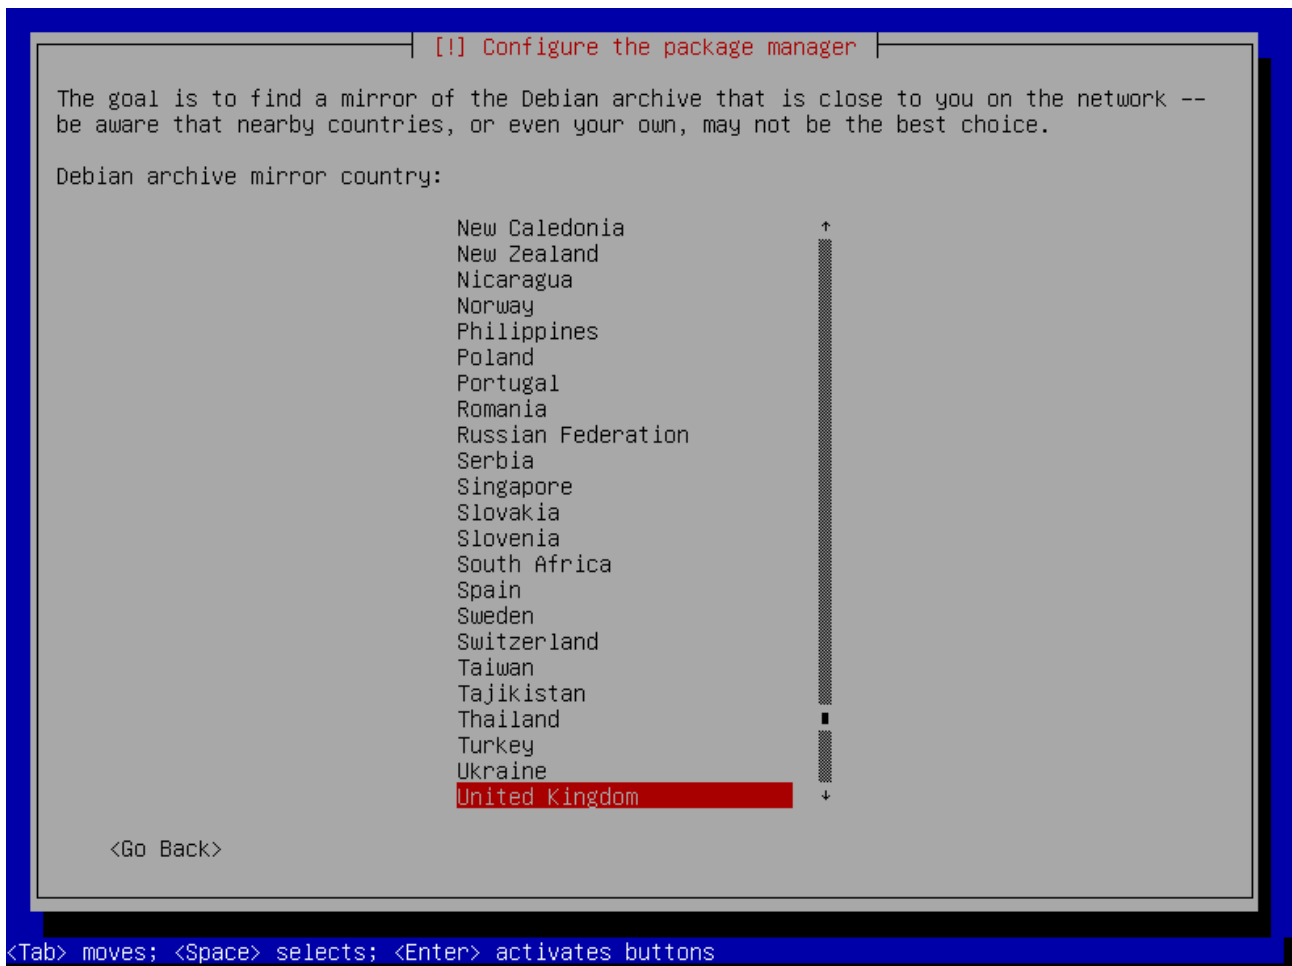 [!] Configure the package manager
The goal is to find a mirror of the Debian archive that is close to you on the network --
be aware that nearby countries, or even your own, may not be the best choice.
Debian archive mirror country:
New Caledonia
New Zealand
Nicaragua
Norway
Philippines
Poland
Portugal
Romania
Russian Federation
Serbia
Singapore
Slovakia
Slovenia
South Africa
Spain
Sweden
Switzerland
Taiwan
Tajikistan
Thailand
Turkey
Ukraine
United Kingdom
<Go Back>
<Tab> moves; <Space> selects; <Enter> activates buttons